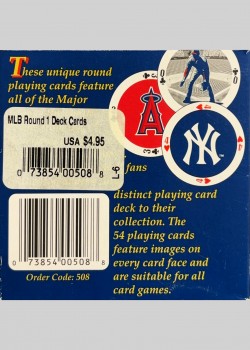 These unique round
playing cards feature
all of the Major
MLB Round 1 Deck Cards
USA $4.95
L-6
0 73854 00508 8
fans
distinct playing card
deck to their
collection. The
54 playing cards
feature images on
every card face and
are suitable for all
card games.
0 73854 00508 8
Order Code: 508
A
NY